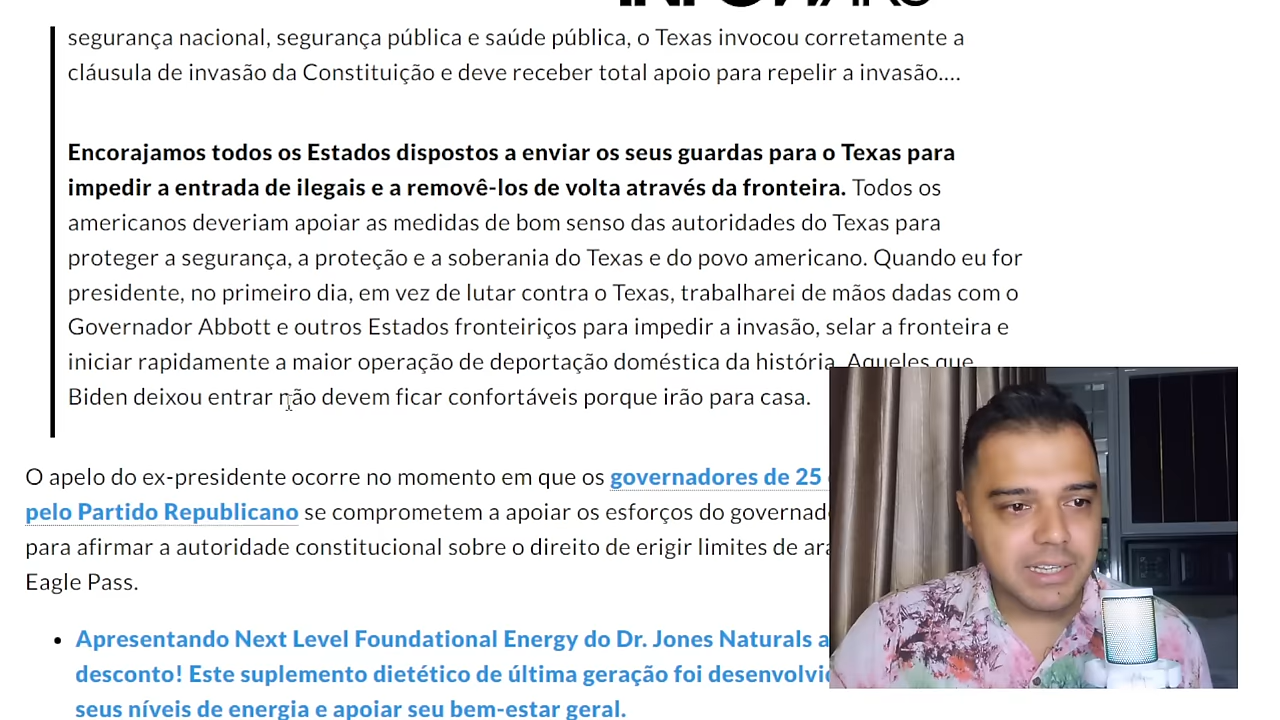 INFOWARS
segurança nacional, segurança pública e saúde pública, o Texas invocou corretamente a
cláusula de invasão da Constituição e deve receber total apoio para repelir a invasão....
Encorajamos todos os Estados dispostos a enviar os seus guardas para o Texas para
impedir a entrada de ilegais e a removê-los de volta através da fronteira. Todos os
americanos deveriam apoiar as medidas de bom senso das autoridades do Texas para
proteger a segurança, a proteção e a soberania do Texas e do povo americano. Quando eu for
presidente, no primeiro dia, em vez de lutar contra o Texas, trabalharei de mãos dadas com o
Governador Abbott e outros Estados fronteiriços para impedir a invasão, selar a fronteira e
iniciar rapidamente a maior operação de deportação doméstica da história. Aqueles que
Biden deixou entrar não devem ficar confortáveis porque irão para casa.
O apelo do ex-presidente ocorre no momento em que os governadores de 25
pelo Partido Republicano se comprometem a apoiar os esforços do
para afirmar a autoridade constitucional sobre o direito de erigir limites de
Eagle Pass.
• Apresentando Next Level Foundational Energy do Dr. Jones Naturals
desconto! Este suplemento dietético de última geração foi
seus níveis de energia e apoiar seu bem-estar geral.